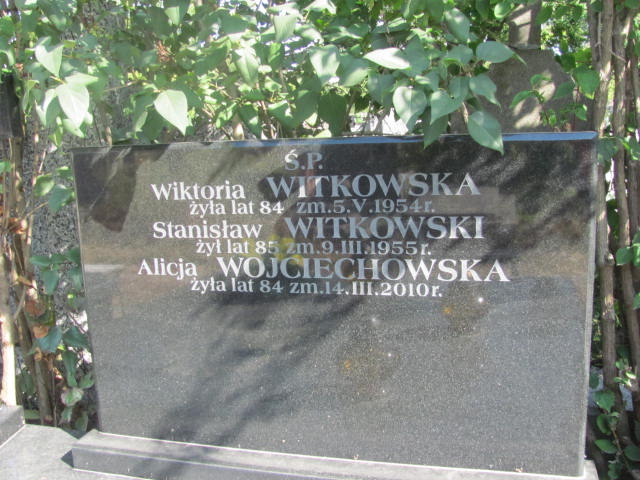 Ś.P.
Wiktoria WITKOWSKA
żyła lat 84 zm.5.V.1954r.
Stanisław WITKOWSKI
żył lat 85 zm.9.III.1955r.
Alicja WOJCIECHOWSKA
żyła lat 84 zm.14.III.2010r.